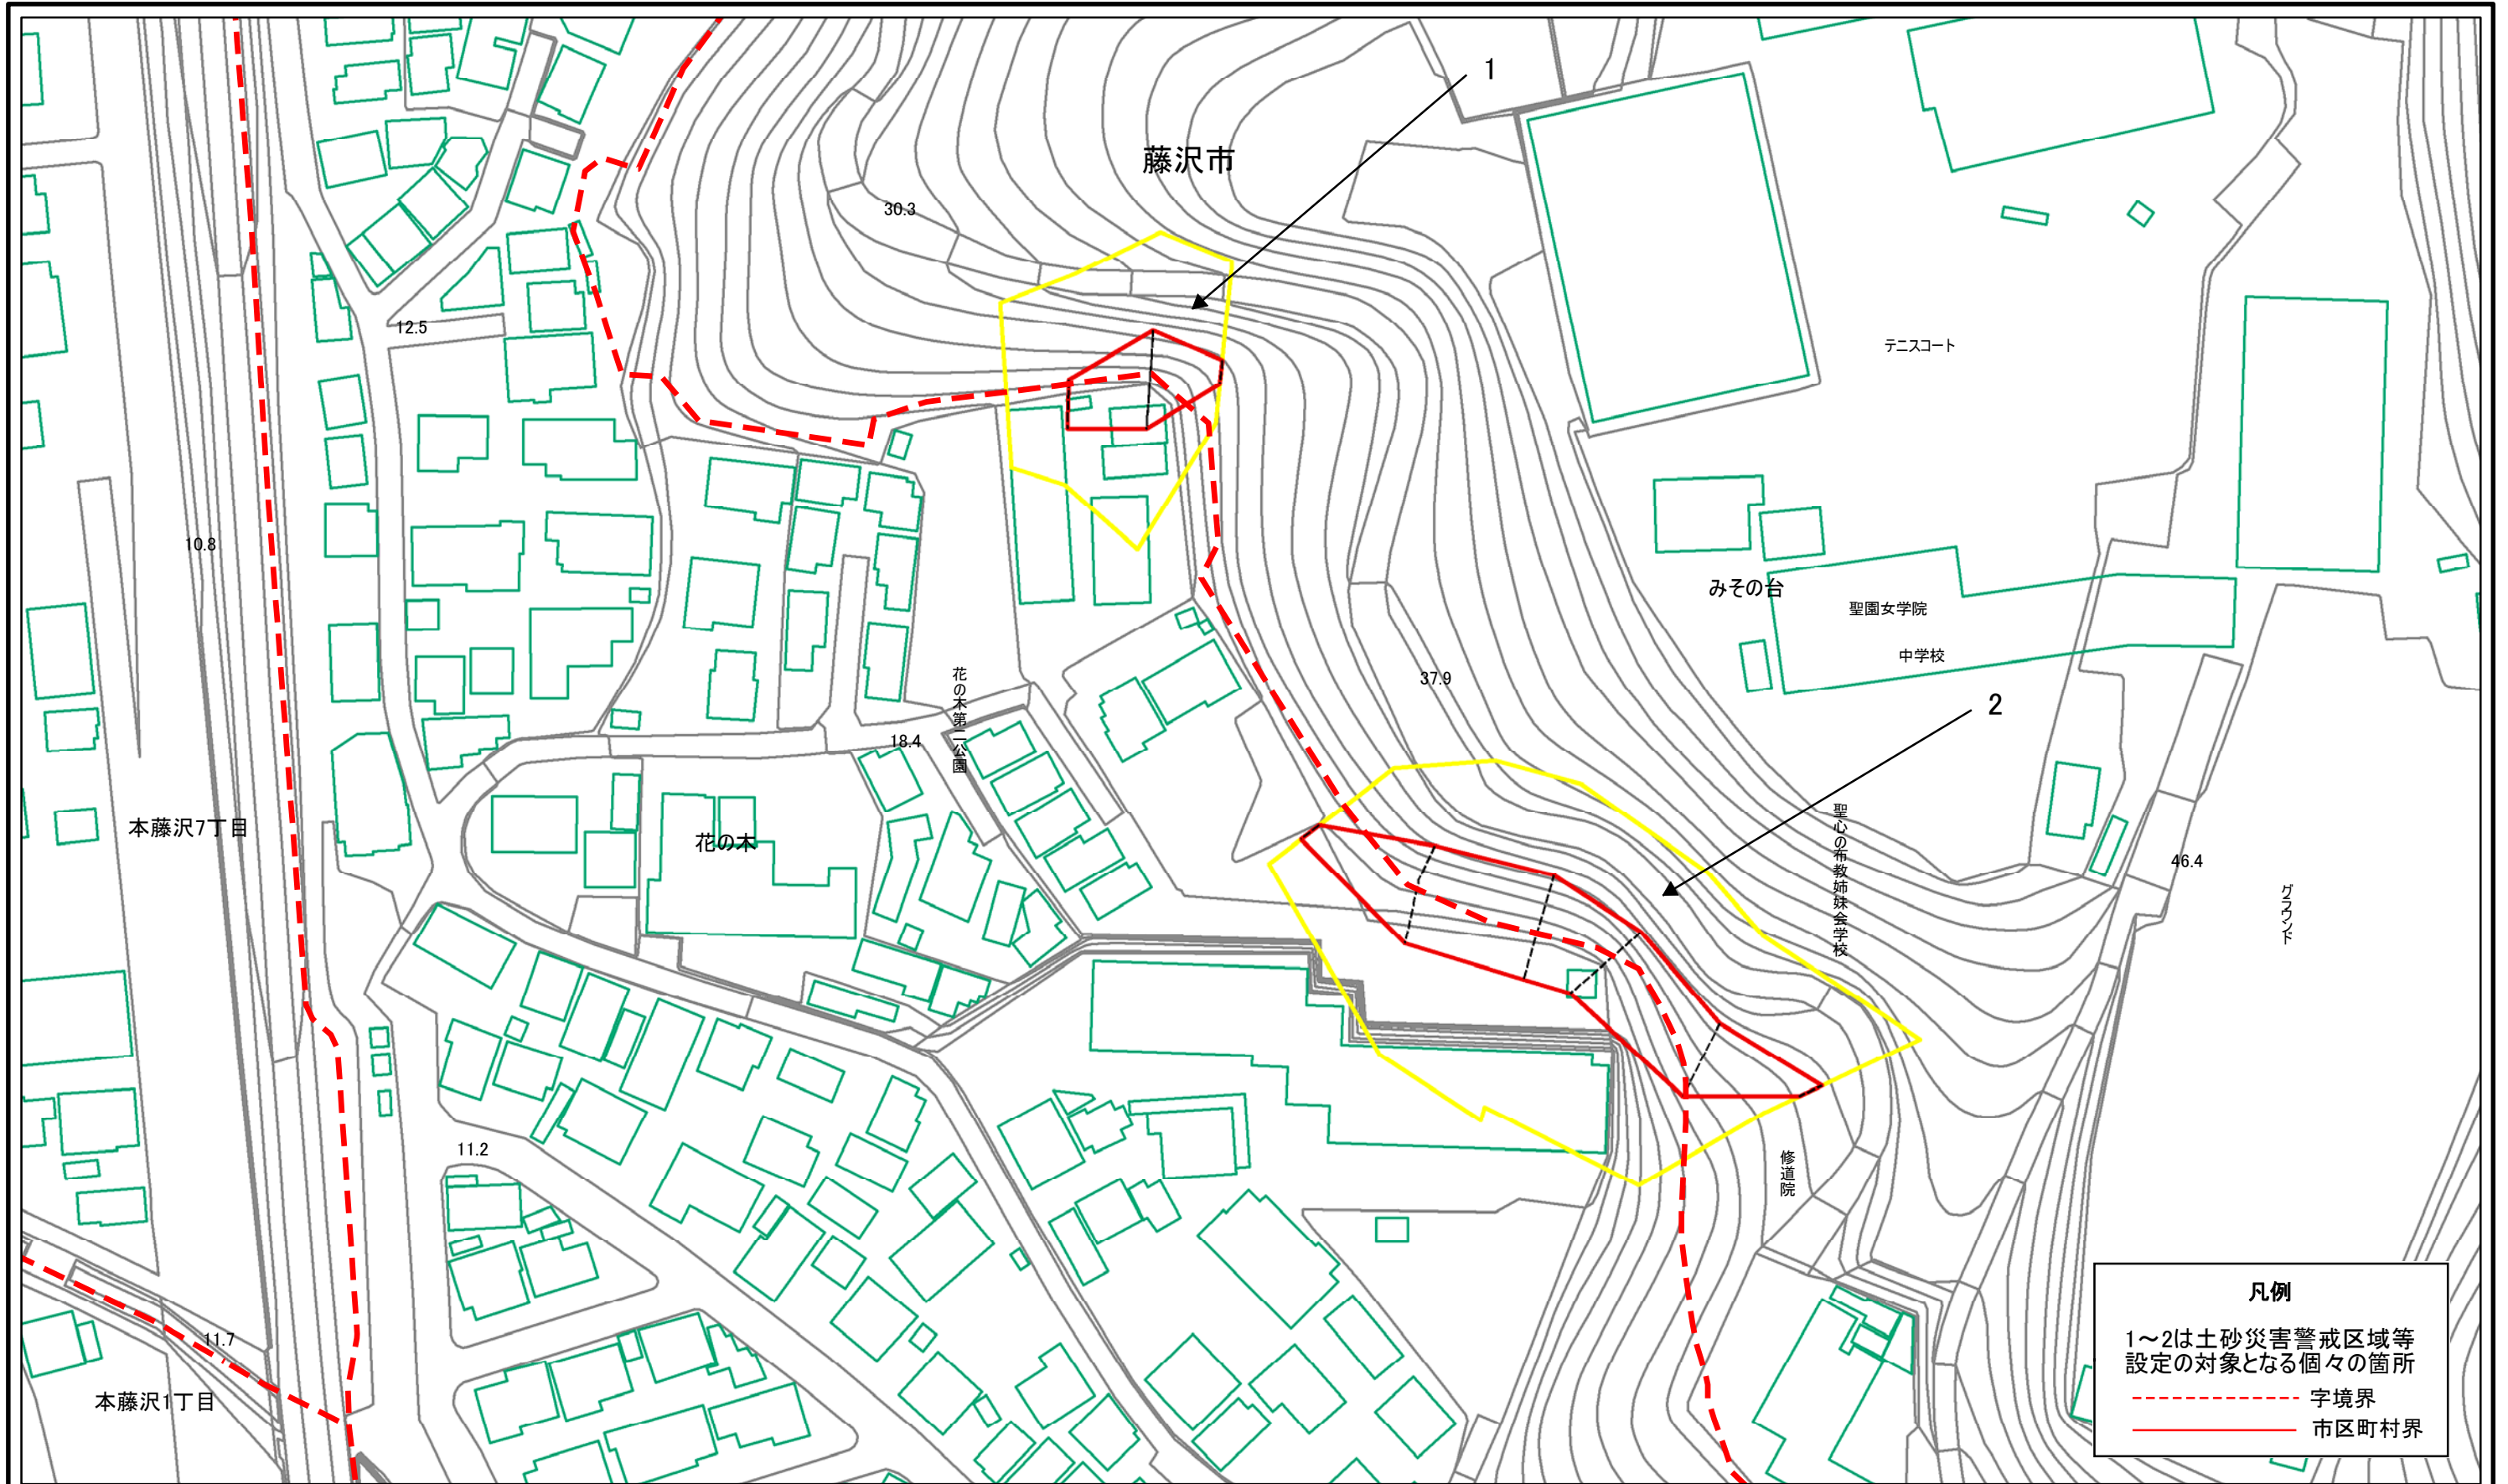 1
藤沢市
30.3
12.5
テニスコート
10.8
みその台
聖園女学院
中学校
37.9
2
花の木第二公園
18.4
本藤沢7丁目
花の木
聖心の布教姉妹会学校
46.4
グラウンド
11.2
修道院
11.7
本藤沢1丁目
凡例
1～2は土砂災害警戒区域等
設定の対象となる個々の箇所
字境界
市区町村界